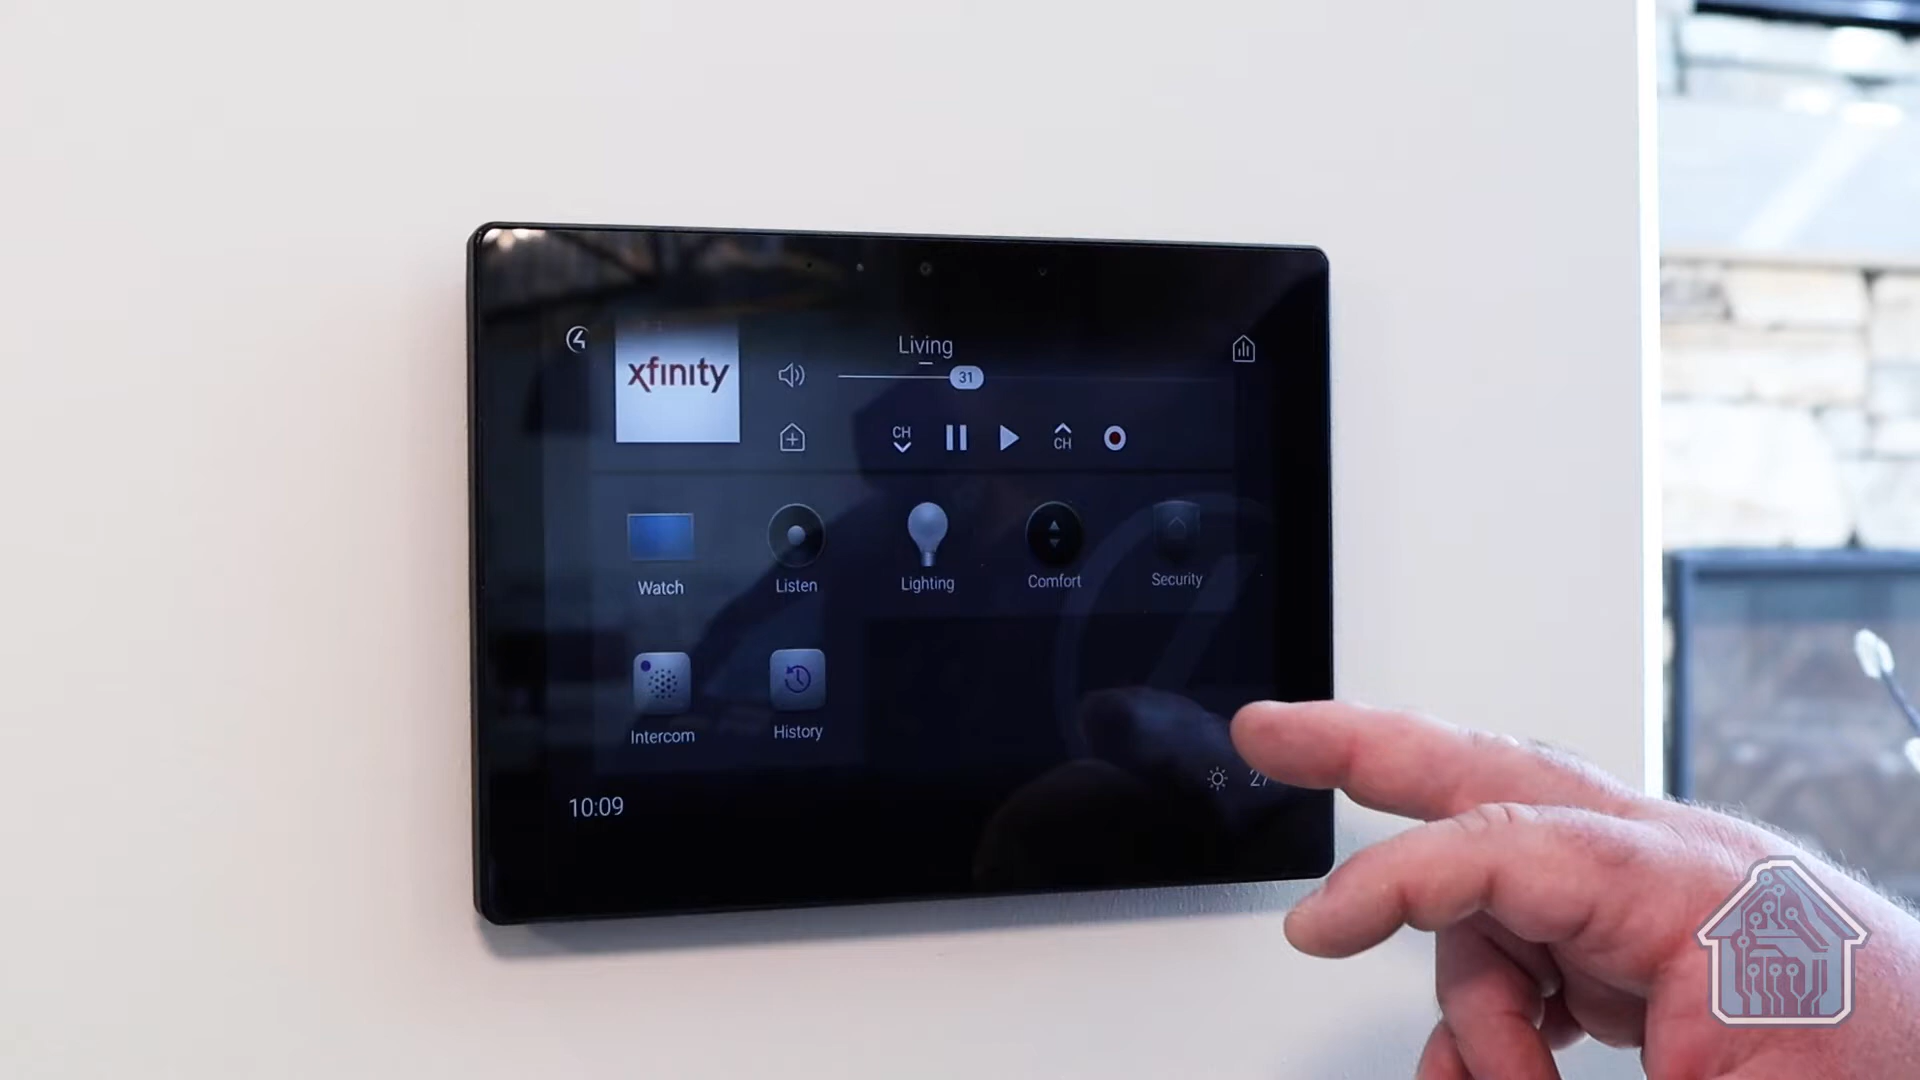 Living
xfinity
31
CH
CH
Watch
Listen
Lighting
Comfort
Security
Intercom
History
10:09